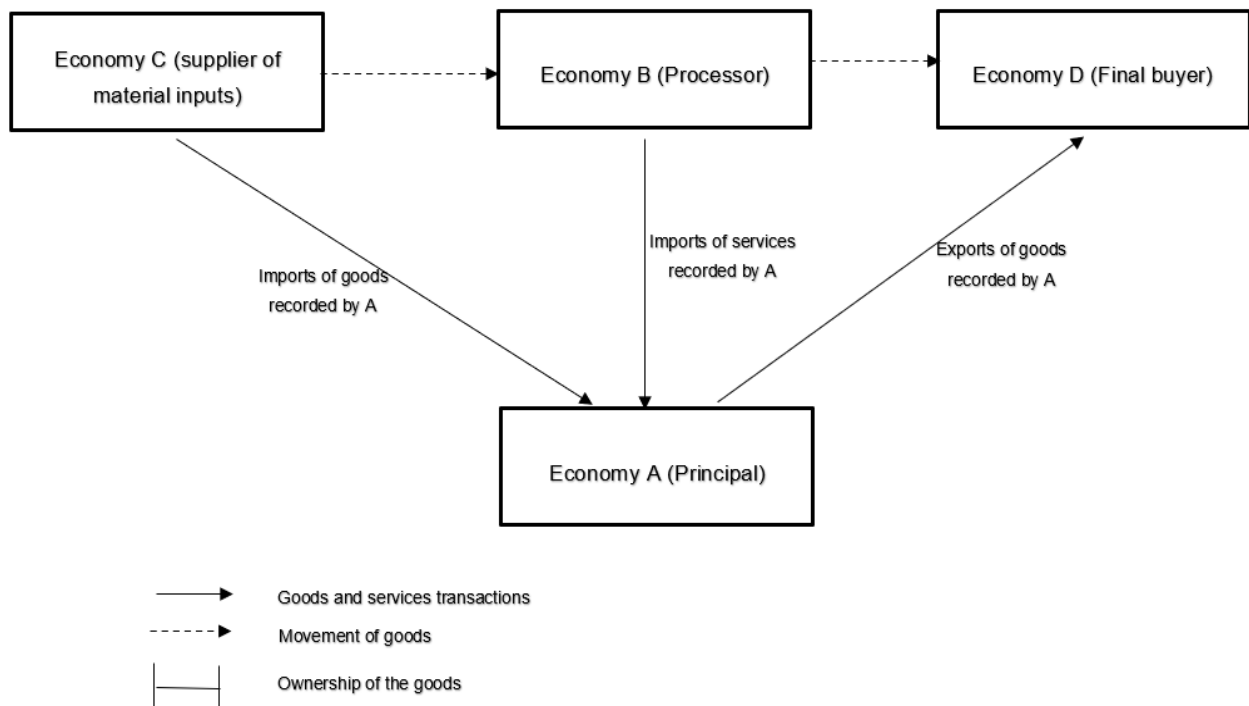 Economy C (supplier of
material inputs)
Economy B (Processor)
Economy D (Final buyer)
Imports of goods
recorded by A
Imports of services
recorded by A
Exports of goods
recorded by A
Economy A (Principal)
Goods and services transactions
Movement of goods
Ownership of the goods